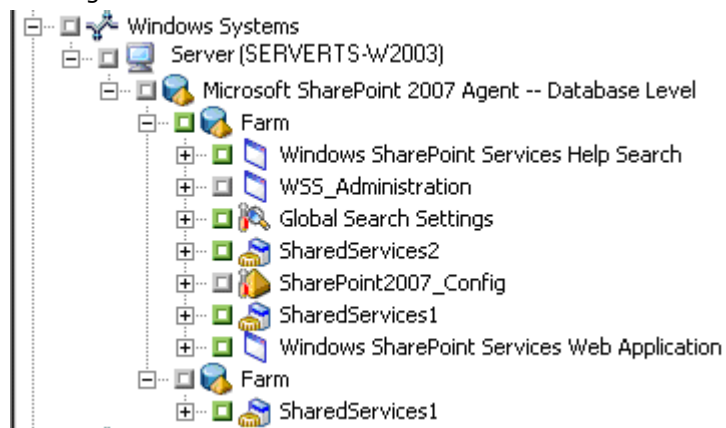 Windows Systems
Server (SERVERTS-W2003)
Microsoft SharePoint 2007 Agent -- Database Level
Farm
Windows SharePoint Services Help Search
WSS_Administration
Global Search Settings
SharedServices2
SharePoint2007_Config
SharedServices1
Windows SharePoint Services Web Application
Farm
SharedServices1